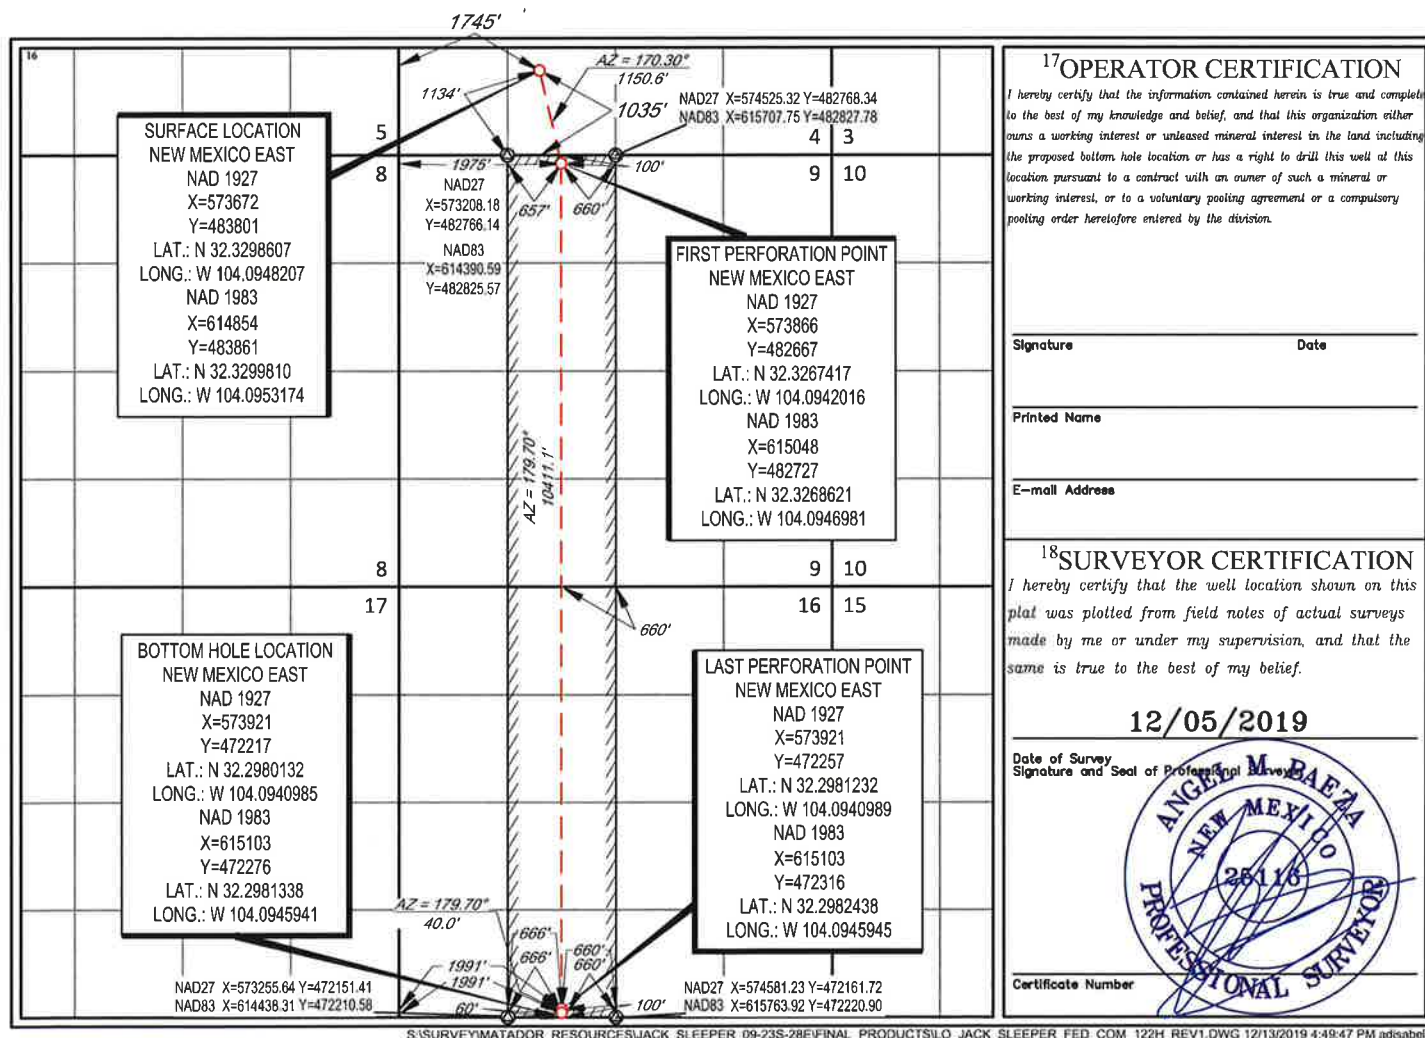 1745'
16
AZ = 170.30°
1150.6'
1134'
1035'
NAD27 X=574525.32 Y=482768.34
NAD83 X=615707.75 Y=482827.78
5
4 3
8
9 10
1975'
100'
657'
660'
NAD27
X=573208.18
Y=482766.14
NAD83
X=614390.59
Y=482825.57
SURFACE LOCATION
NEW MEXICO EAST
NAD 1927
X=573672
Y=483801
LAT.: N 32.3298607
LONG.: W 104.0948207
NAD 1983
X=614854
Y=483861
LAT.: N 32.3299810
LONG.: W 104.0953174
FIRST PERFORATION POINT
NEW MEXICO EAST
NAD 1927
X=573866
Y=482667
LAT.: N 32.3267417
LONG.: W 104.0942016
NAD 1983
X=615048
Y=482727
LAT.: N 32.3268621
LONG.: W 104.0946981
AZ = 179.70°
10411.1'
8
9 10
17
16 15
660'
BOTTOM HOLE LOCATION
NEW MEXICO EAST
NAD 1927
X=573921
Y=472217
LAT.: N 32.2980132
LONG.: W 104.0940985
NAD 1983
X=615103
Y=472276
LAT.: N 32.2981338
LONG.: W 104.0945941
LAST PERFORATION POINT
NEW MEXICO EAST
NAD 1927
X=573921
Y=472257
LAT.: N 32.2981232
LONG.: W 104.0940989
NAD 1983
X=615103
Y=472316
LAT.: N 32.2982438
LONG.: W 104.0945945
AZ = 179.70°
40.0'
666'
660'
666'
660'
1991'
1991'
60'
100'
NAD27 X=573255.64 Y=472151.41
NAD83 X=614438.31 Y=472210.58
NAD27 X=574581.23 Y=472161.72
NAD83 X=615763.92 Y=472220.90
17OPERATOR CERTIFICATION
I hereby certify that the information contained herein is true and complete
to the best of my knowledge and belief, and that this organization either
owns a working interest or unleased mineral interest in the land including
the proposed bottom hole location or has a right to drill this well at this
location pursuant to a contract with an owner of such a mineral or
working interest, or to a voluntary pooling agreement or a compulsory
pooling order heretofore entered by the division.
Signature Date
Printed Name
E-mail Address
18SURVEYOR CERTIFICATION
I hereby certify that the well location shown on this
plat was plotted from field notes of actual surveys
made by me or under my supervision, and that the
same is true to the best of my belief.
12/05/2019
Date of Survey
Signature and Seal of Professional Surveyor
ANGEL M. BAEZA
NEW MEXICO
25116
PROFESSIONAL SURVEYOR
Certificate Number
S:\SURVEY\MATADOR_RESOURCES\JACK_SLEEPER_09-23S-28E\FINAL_PRODUCTS\LO_JACK_SLEEPER_FED_COM_122H_REV1.DWG 12/13/2019 4:49:47 PM adisabe